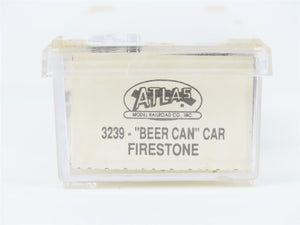 ATLAS
MODEL RAILROAD CO., INC.
3239 - "BEER CAN" CAR
FIRESTONE